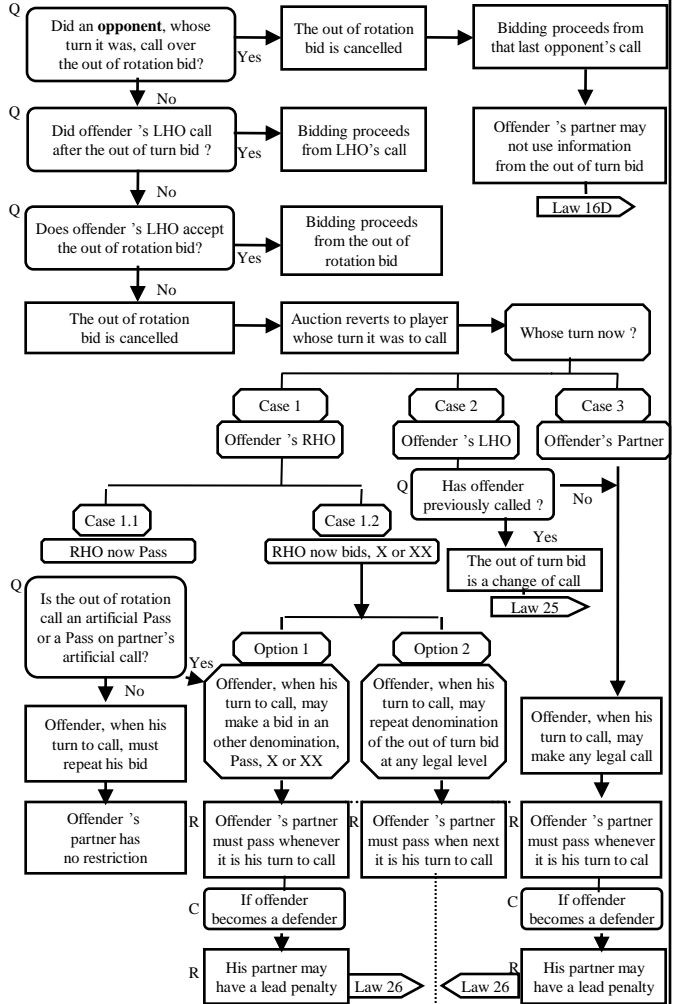 Q
Did an opponent, whose
turn it was, call over
the out of rotation bid?
Yes
The out of rotation
bid is cancelled
Bidding proceeds from
that last opponent's call
No
Q
Did offender 's LHO call
after the out of turn bid ?
Yes
Bidding proceeds
from LHO's call
Offender 's partner may
not use information
from the out of turn bid
Law 16D
No
Q
Does offender 's LHO accept
the out of rotation bid?
Yes
Bidding proceeds
from the out of
rotation bid
No
The out of rotation
bid is cancelled
Auction reverts to player
whose turn it was to call
Whose turn now ?
Case 1
Offender 's RHO
Case 2
Offender 's LHO
Case 3
Offender's Partner
Q
Has offender
previously called ?
No
Yes
The out of turn bid
is a change of call
Law 25
Case 1.1
RHO now Pass
Case 1.2
RHO now bids, X or XX
Q
Is the out of rotation
call an artificial Pass
or a Pass on partner's
artificial call?
Yes
No
Offender, when his
turn to call, must
repeat his bid
Offender 's
partner has
no restriction
Option 1
Offender, when his
turn to call, may
make a bid in an
other denomination,
Pass, X or XX
Option 2
Offender, when his
turn to call, may
repeat denomination
of the out of turn bid
at any legal level
Offender, when his
turn to call, may
make any legal call
R
Offender 's partner
must pass whenever
it is his turn to call
R
Offender 's partner
must pass when next
it is his turn to call
R
Offender 's partner
must pass whenever
it is his turn to cal
C
If offender
becomes a defender
C
If offender
becomes a defender
R
His partner may
have a lead penalty
Law 26
Law 26
R
His partner may
have a lead penalty